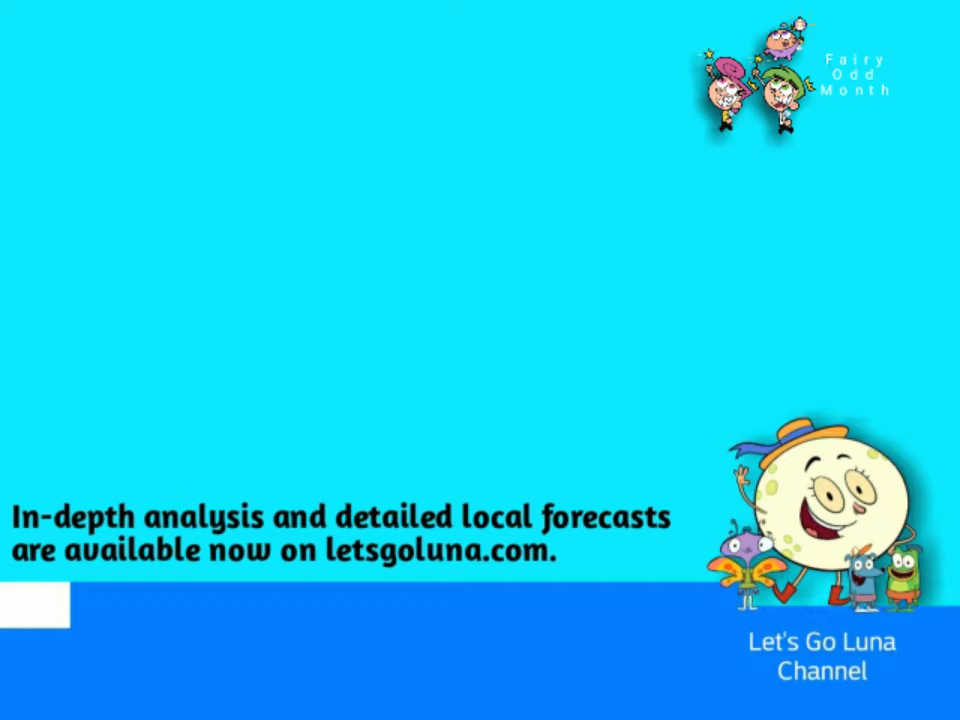 Fairy
Odd
Month
In-depth analysis and detailed local forecasts
are available now on letsgoluna.com.
Let's Go Luna
Channel